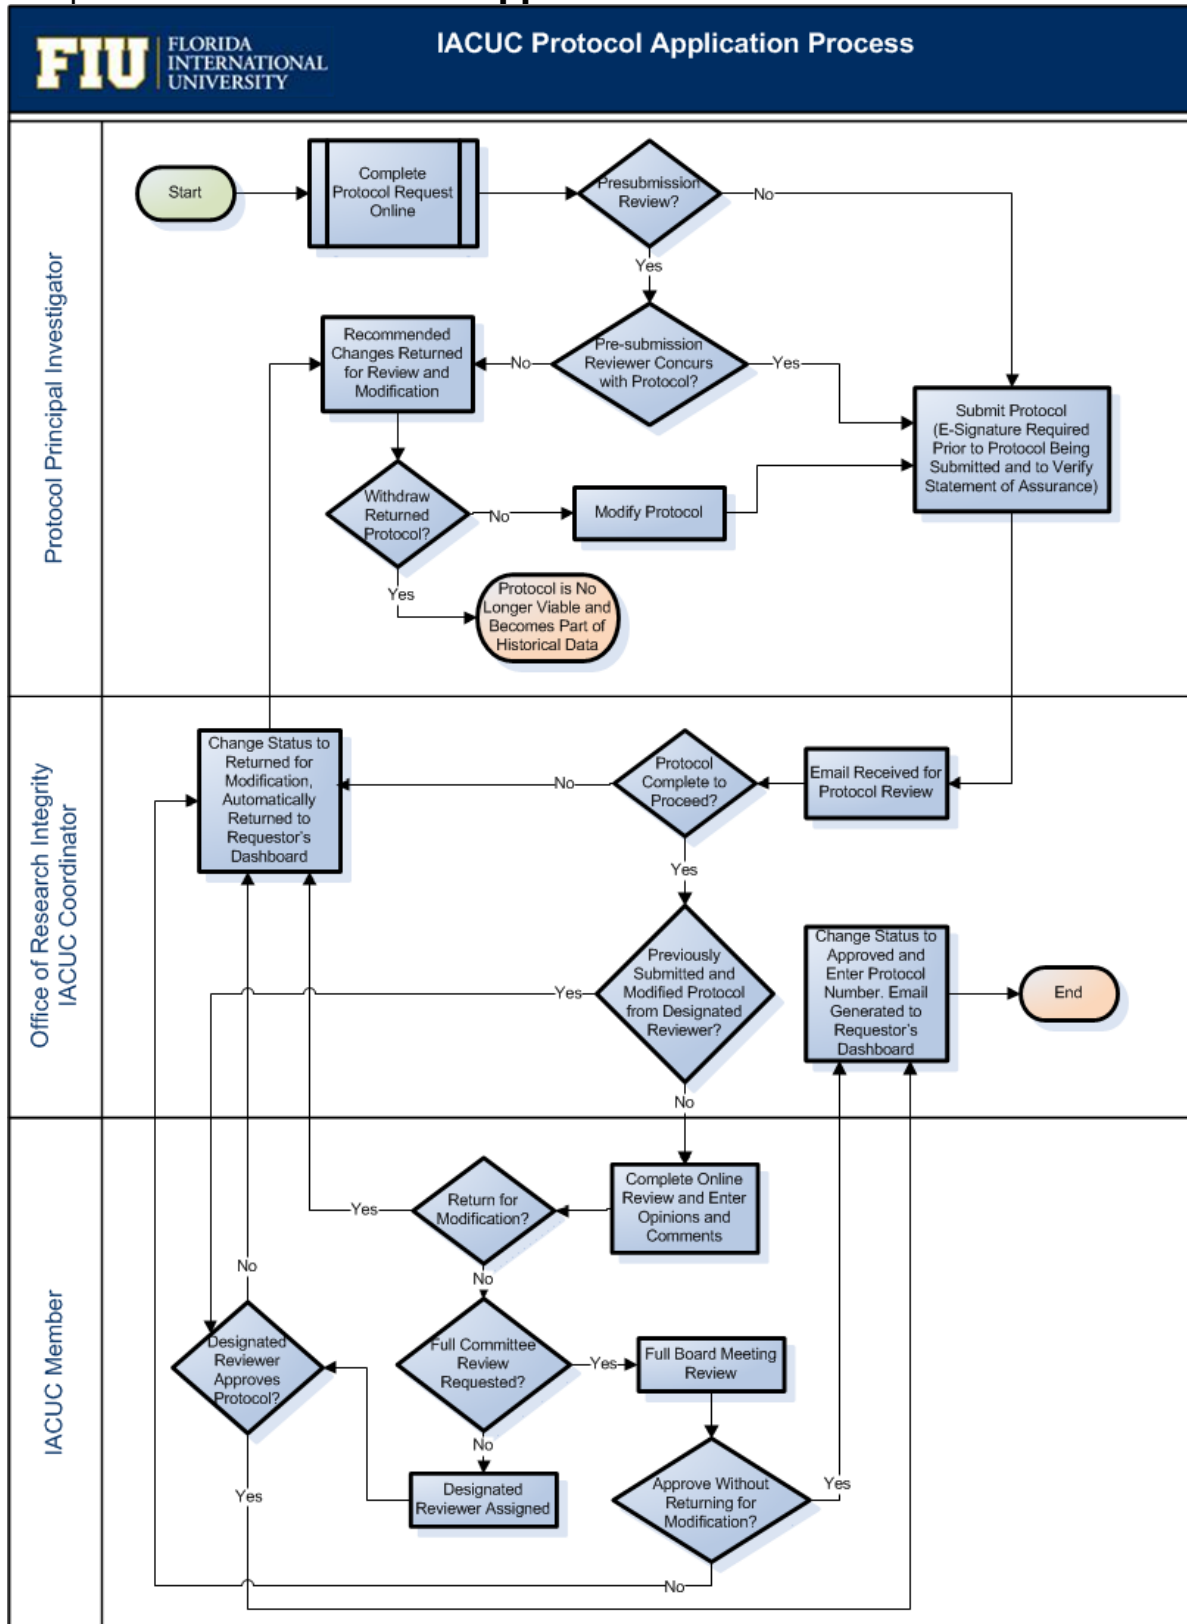 FIU
FLORIDA
INTERNATIONAL
UNIVERSITY
IACUC Protocol Application Process
Protocol Principal Investigator
Start
Complete
Protocol Request
Online
Presubmission
Review?
No
Yes
Recommended
Changes Returned
for Review and
Modification
No
Pre-submission
Reviewer Concurs
with Protocol?
Yes
Submit Protocol
(E-Signature Required
Prior to Protocol Being
Submitted and to Verify
Statement of Assurance)
Withdraw
Returned
Protocol?
No
Modify Protocol
Yes
Protocol is No
Longer Viable and
Becomes Part of
Historical Data
Office of Research Integrity
IACUC Coordinator
Change Status to
Returned for
Modification,
Automatically
Returned to
Requestor's
Dashboard
No
Protocol
Complete to
Proceed?
Email Received for
Protocol Review
Yes
Previously
Submitted and
Modified Protocol
from Designated
Reviewer?
Yes
No
Change Status to
Approved and
Enter Protocol
Number. Email
Generated to
Requestor's
Dashboard
End
IACUC Member
Complete Online
Review and Enter
Opinions and
Comments
Return for
Modification?
Yes
No
No
Designated
Reviewer
Approves
Protocol?
Yes
Full Committee
Review
Requested?
Yes
Full Board Meeting
Review
No
Designated
Reviewer Assigned
Approve Without
Returning for
Modification?
Yes
No